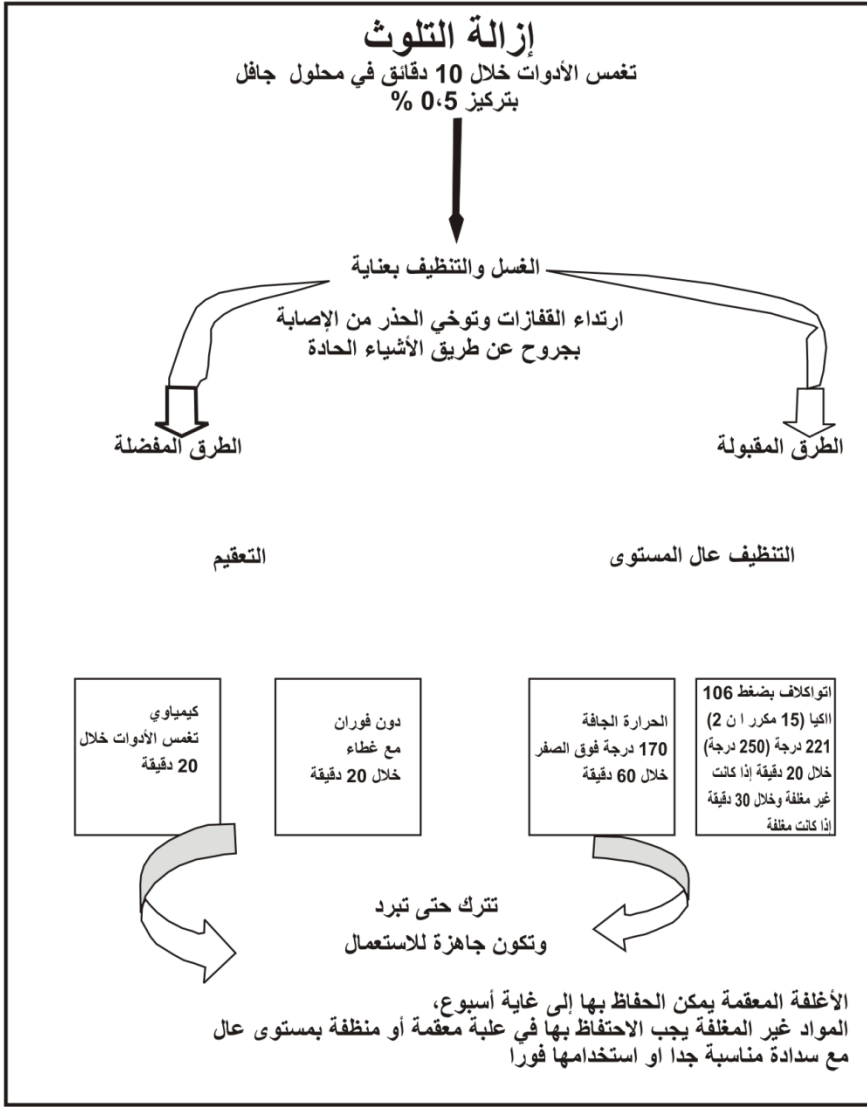 إزالة التلوث
تغمس الأدوات خلال 10 دقائق في محلول جافل
بتركيز 0،5 %
الغسل والتنظيف بعناية
ارتداء القفازات وتوخي الحذر من الإصابة
بجروح عن طريق الأشياء الحادة
الطرق المقبولة
الطرق المفضلة
التنظيف عال المستوى
التعقيم
اتواكلاف بضغط 106
اكيا (15 مكرر ا ن 2)
221 درجة (250 درجة)
خلال 20 دقيقة إذا كانت
غير مغلفة وخلال 30 دقيقة
إذا كانت مغلفة
الحرارة الجافة
170 درجة فوق الصفر
خلال 60 دقيقة
دون فوران
مع غطاء
خلال 20 دقيقة
كيمياوي
تغمس الأدوات خلال
20 دقيقة
تترك حتى تبرد
وتكون جاهزة للاستعمال
الأغلفة المعقمة يمكن الحفاظ بها إلى غاية أسبوع،
المواد غير المغلفة يجب الاحتفاظ بها في علبة معقمة أو منظفة بمستوى عال
مع سدادة مناسبة جدا او استخدامها فورا